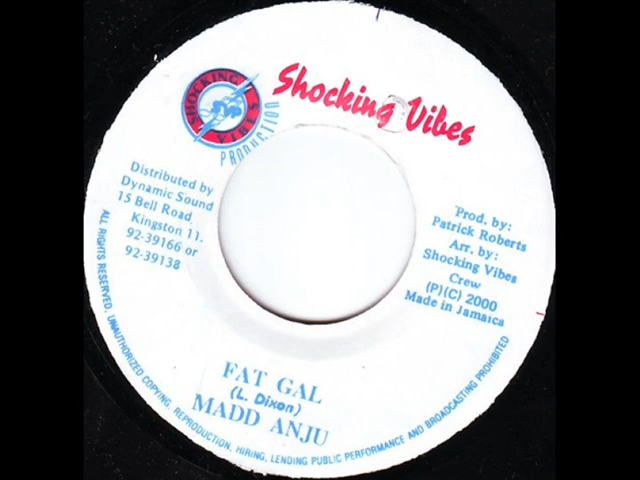 SHOCKING VIBES
PRODUCTION
Shocking Vibes
Distributed by
Dynamic Sound
15 Bell Road
Kingston 11.
92-39166 or
92-39138
Prod. by:
Patrick Roberts
Arr. by:
Shocking Vibes
Crew
(P)(C) 2000
Made in Jamaica
FAT GAL
(L. Dixon)
MADD ANJU
ALL RIGHTS RESERVED. UNAUTHORIZED COPYING, REPRODUCTION, HIRING, LENDING PUBLIC PERFORMANCE AND BROADCASTING PROHIBITED